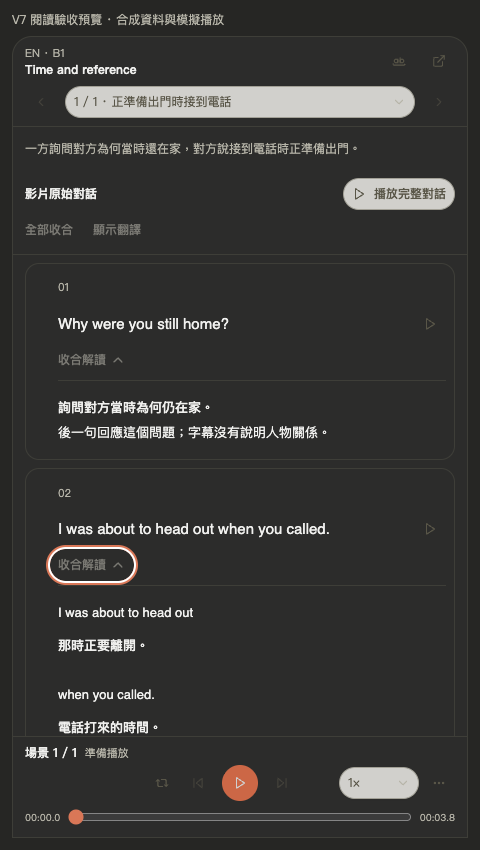 V7 閱讀驗收預覽・合成資料與模擬播放
EN · B1
Time and reference
ab
1 / 1・正準備出門時接到電話
一方詢問對方為何當時還在家，對方說接到電話時正準備出門。
影片原始對話
播放完整對話
全部收合
顯示翻譯
01
Why were you still home?
收合解讀
詢問對方當時為何仍在家。
後一句回應這個問題；字幕沒有說明人物關係。
02
I was about to head out when you called.
收合解讀
I was about to head out
那時正要離開。
when you called.
電話打來的時間。
場景 1 / 1 準備播放
1×
00:00.0
00:03.8